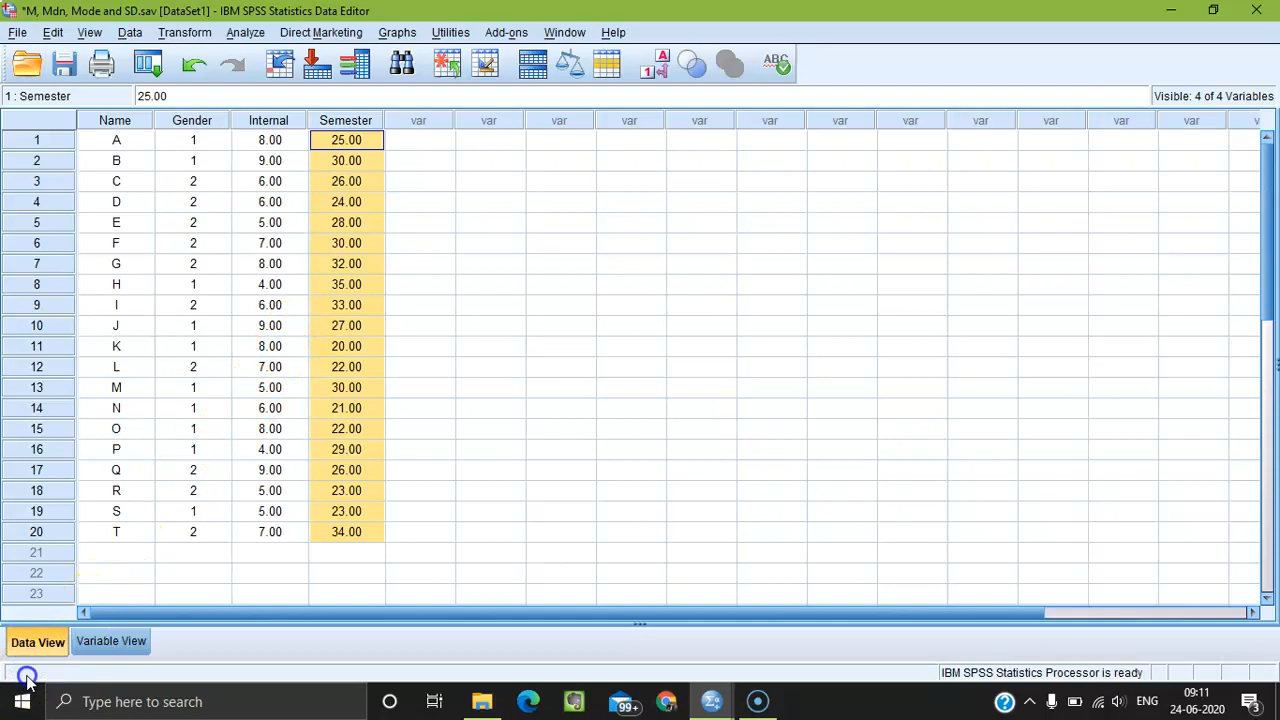 *M, Mdn, Mode and SD.sav [DataSet1] - IBM SPSS Statistics Data Editor
File Edit View Data Transform Analyze Direct Marketing Graphs Utilities Add-ons Window Help
A
1
ABC
1 : Semester 25.00 Visible: 4 of 4 Variables
Name Gender Internal Semester var var var var var var var var var var var var v
1 A 1 8.00 25.00
2 B 1 9.00 30.00
3 C 2 6.00 26.00
4 D 2 6.00 24.00
5 E 2 5.00 28.00
6 F 2 7.00 30.00
7 G 2 8.00 32.00
8 H 1 4.00 35.00
9 I 2 6.00 33.00
10 J 1 9.00 27.00
11 K 1 8.00 20.00
12 L 2 7.00 22.00
13 M 1 5.00 30.00
14 N 1 6.00 21.00
15 O 1 8.00 22.00
16 P 1 4.00 29.00
17 Q 2 9.00 26.00
18 R 2 5.00 23.00
19 S 1 5.00 23.00
20 T 2 7.00 34.00
21
22
23
Data View Variable View
IBM SPSS Statistics Processor is ready
Type here to search 99+ ENG 09:11
24-06-2020 3